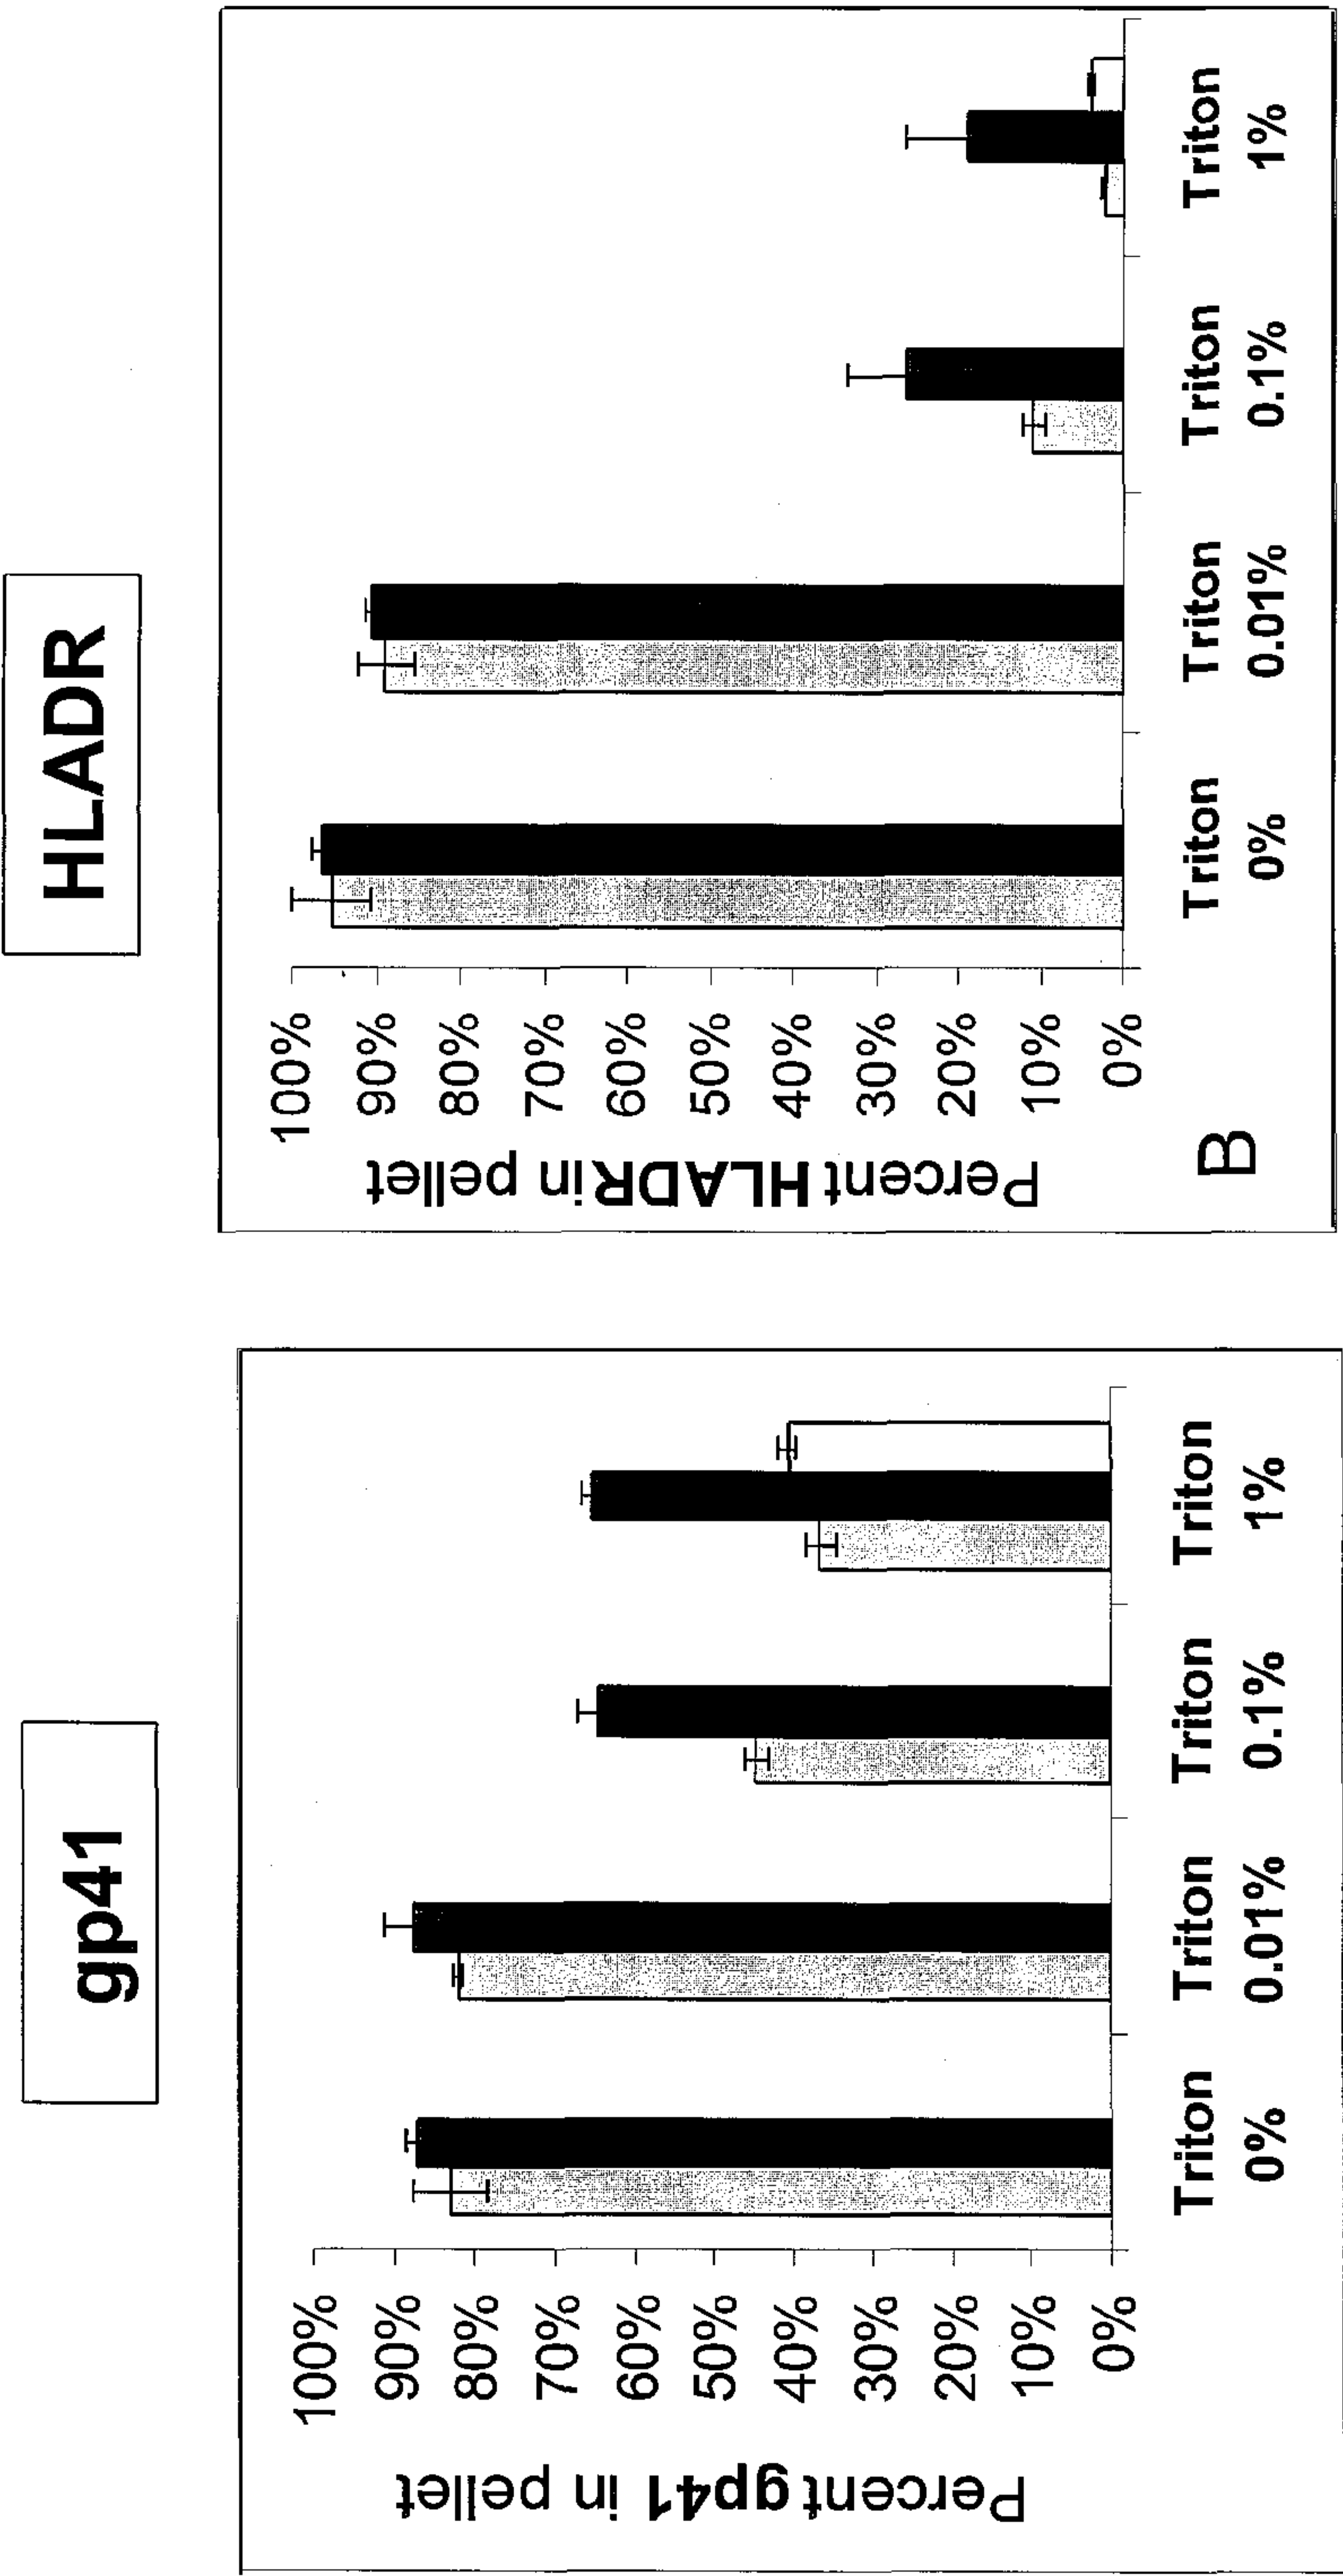 gp41
Percent gp41 in pellet
100%
90%
80%
70%
60%
50%
40%
30%
20%
10%
0%
Triton Triton Triton Triton
0% 0.01% 0.1% 1%
HLADR
Percent HLADR in pellet
100%
90%
80%
70%
60%
50%
40%
30%
20%
10%
0%
Triton Triton Triton Triton
0% 0.01% 0.1% 1%
B